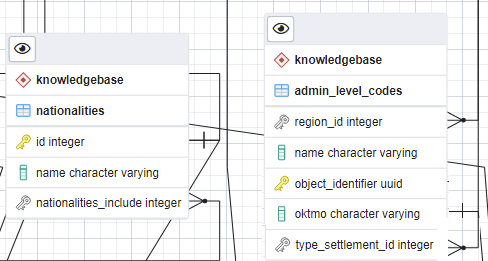 knowledgebase
nationalities
id integer
name character varying
nationalities_include integer
knowledgebase
admin_level_codes
region_id integer
name character varying
object_identifier uuid
oktmo character varying
type_settlement_id integer